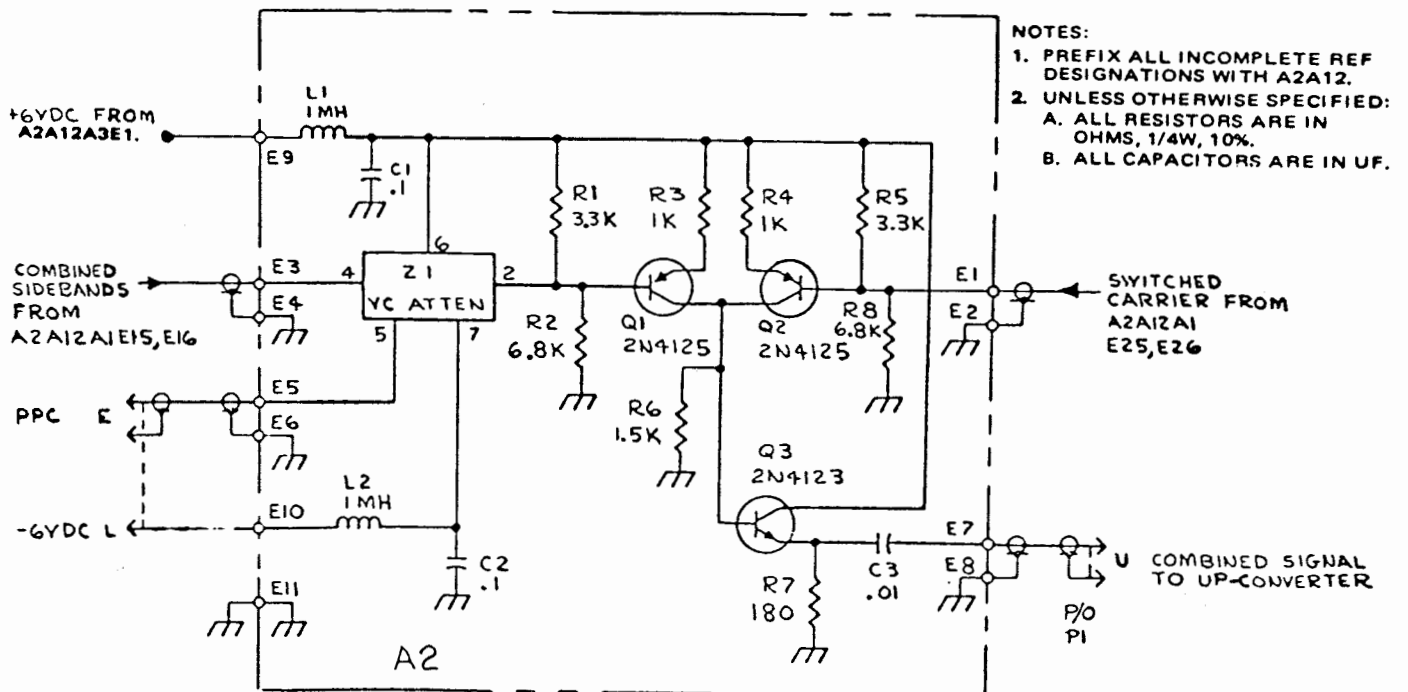 NOTES:
1. PREFIX ALL INCOMPLETE REF
DESIGNATIONS WITH A2A12.
2. UNLESS OTHERWISE SPECIFIED:
A. ALL RESISTORS ARE IN
OHMS, 1/4W, 10%.
B. ALL CAPACITORS ARE IN UF.
+6VDC FROM
A2A12A3E1.
E9
L1
1MH
C1
.1
R1
3.3K
R3
1K
R4
1K
R5
3.3K
COMBINED
SIDEBANDS
FROM
A2A12A1E15,E16
E3
E4
4
6
Z1
VC ATTEN
2
5
7
R2
6.8K
Q1
2N4125
Q2
2N4125
R8
6.8K
E1
E2
SWITCHED
CARRIER FROM
A2A12A1
E25,E26
PPC E
E5
E6
R6
1.5K
Q3
2N4123
-6VDC L
E10
L2
1MH
C2
.1
E11
R7
180
C3
.01
E7
E8
U COMBINED SIGNAL
TO UP-CONVERTER
P/O
P1
A2